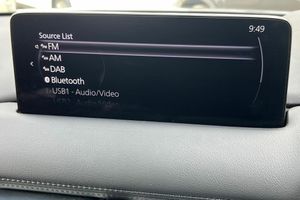 Source List
9:49
FM
AM
DAB
Bluetooth
USB1 - Audio/Video